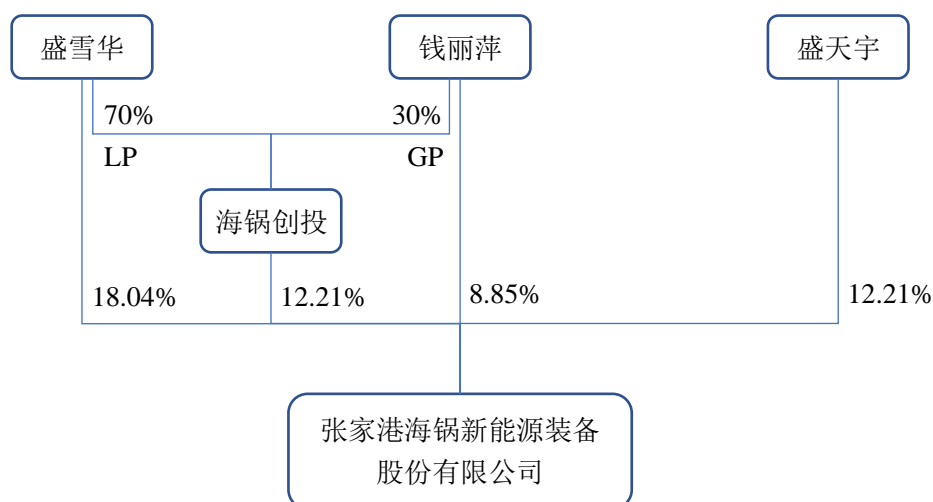 盛雪华
钱丽萍
盛天宇
70%
30%
LP
GP
海锅创投
18.04%
12.21%
8.85%
12.21%
张家港海锅新能源装备
股份有限公司